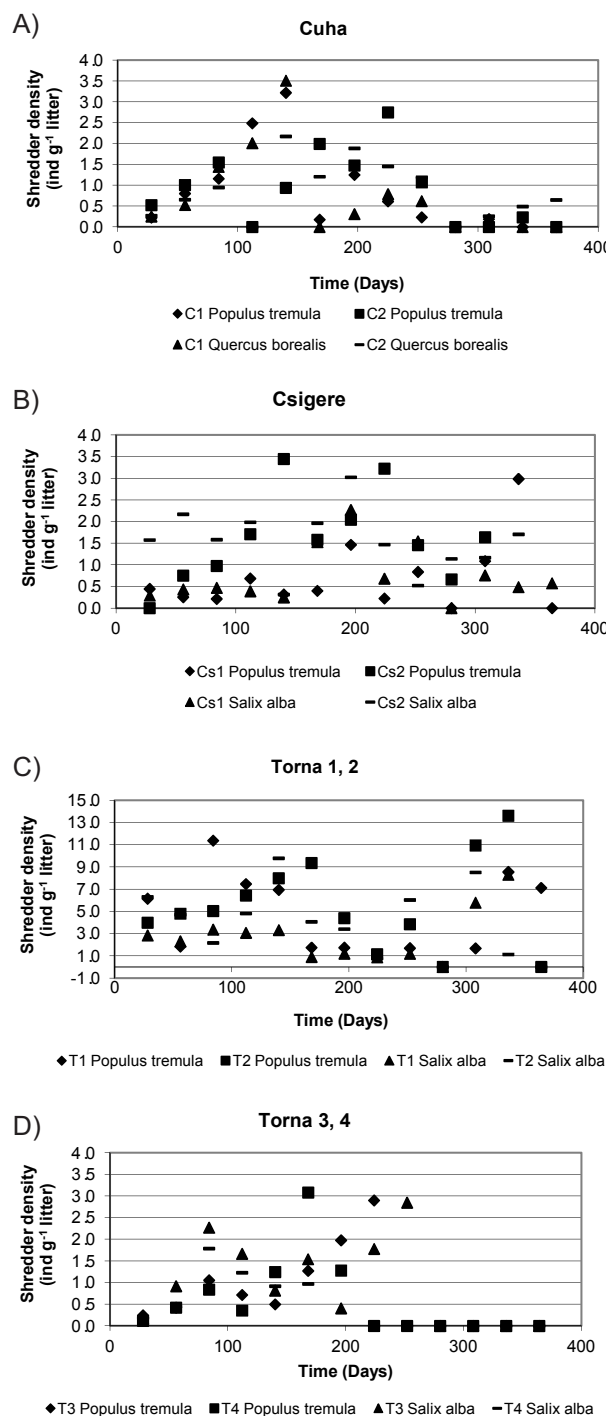 A)
Cuha
Shredder density
(ind g-1 litter)
4.0
3.5
3.0
2.5
2.0
1.5
1.0
0.5
0.0
0 100 200 300 400
Time (Days)
C1 Populus tremula C2 Populus tremula
C1 Quercus borealis C2 Quercus borealis
B)
Csigere
Shredder density
(ind g-1 litter)
4.0
3.5
3.0
2.5
2.0
1.5
1.0
0.5
0.0
0 100 200 300 400
Time (Days)
Cs1 Populus tremula Cs2 Populus tremula
Cs1 Salix alba Cs2 Salix alba
C)
Torna 1, 2
Shredder density
(ind g-1 litter)
15.0
13.0
11.0
9.0
7.0
5.0
3.0
1.0
-1.0
0 100 200 300 400
Time (Days)
T1 Populus tremula T2 Populus tremula T1 Salix alba T2 Salix alba
D)
Torna 3, 4
Shredder density
(ind g-1 litter)
4.0
3.5
3.0
2.5
2.0
1.5
1.0
0.5
0.0
0 100 200 300 400
Time (Days)
T3 Populus tremula T4 Populus tremula T3 Salix alba T4 Salix alba